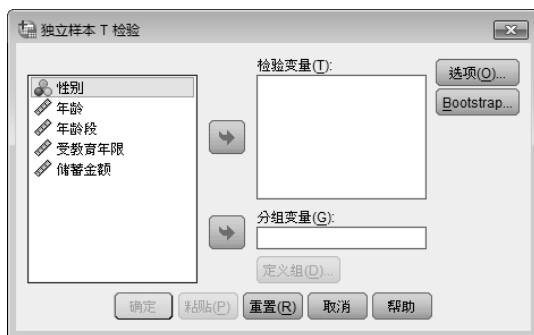 独立样本 T 检验
性别
年龄
年龄段
受教育年限
储蓄金额
检验变量(T):
选项(O)...
Bootstrap...
分组变量(G):
定义组(D)...
确定
粘贴(P)
重置(R)
取消
帮助